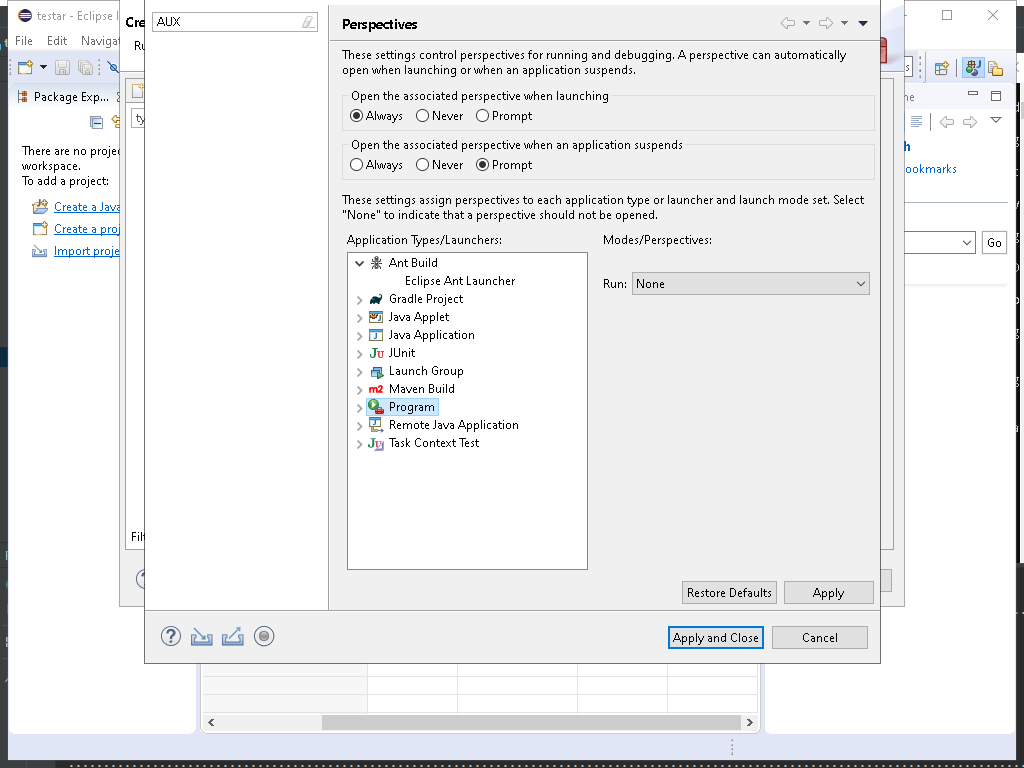 testar - Eclipse I
File Edit Navigat
Package Exp...
There are no projec
workspace.
To add a project:
Create a Java
Create a proj
Import proje
Cre
Ru
ty
Filt
AUX
Perspectives
These settings control perspectives for running and debugging. A perspective can automatically
open when launching or when an application suspends.
Open the associated perspective when launching
Always Never Prompt
Open the associated perspective when an application suspends
Always Never Prompt
These settings assign perspectives to each application type or launcher and launch mode set. Select
"None" to indicate that a perspective should not be opened.
Application Types/Launchers:
Modes/Perspectives:
Ant Build
Eclipse Ant Launcher
Gradle Project
Java Applet
Java Application
JUnit
Launch Group
Maven Build
Program
Remote Java Application
Task Context Test
Run: None
Restore Defaults Apply
Apply and Close Cancel
ne
h
ookmarks
Go